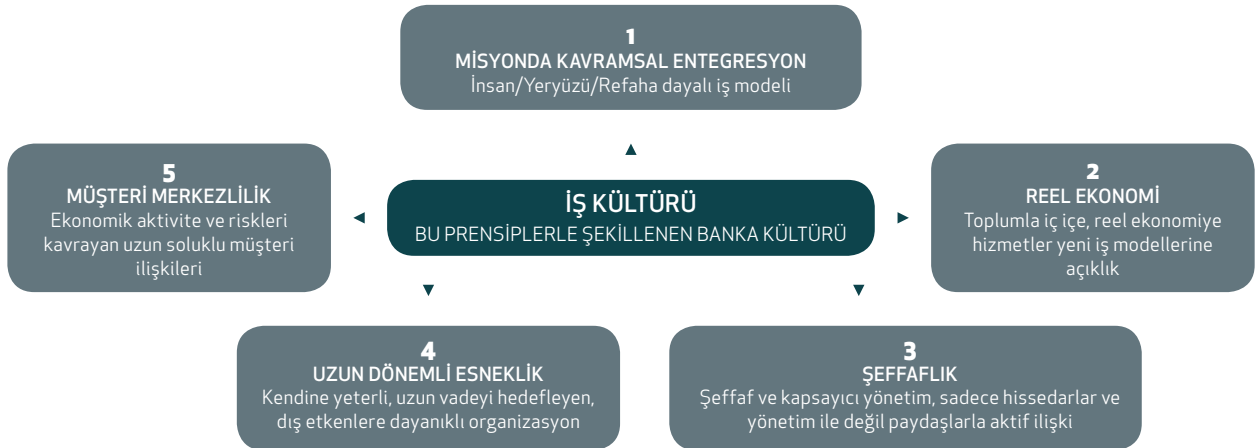 1
MİSYONDA KAVRAMSAL ENTEGRESYON
İnsan/Yeryüzü/Refaha dayalı iş modeli
5
MÜŞTERİ MERKEZLİLİK
Ekonomik aktivite ve riskleri
kavrayan uzun soluklu müşteri
ilişkileri
İŞ KÜLTÜRÜ
BU PRENSİPLERLE ŞEKİLLENEN BANKA KÜLTÜRÜ
2
REEL EKONOMİ
Toplumla iç içe, reel ekonomiye
hizmetler yeni iş modellerine
açıklık
4
UZUN DÖNEMLİ ESNEKLİK
Kendine yeterli, uzun vadeyi hedefleyen,
dış etkenlere dayanıklı organizasyon
3
ŞEFFAFLIK
Şeffaf ve kapsayıcı yönetim, sadece hissedarlar ve
yönetim ile değil paydaşlarla aktif ilişki